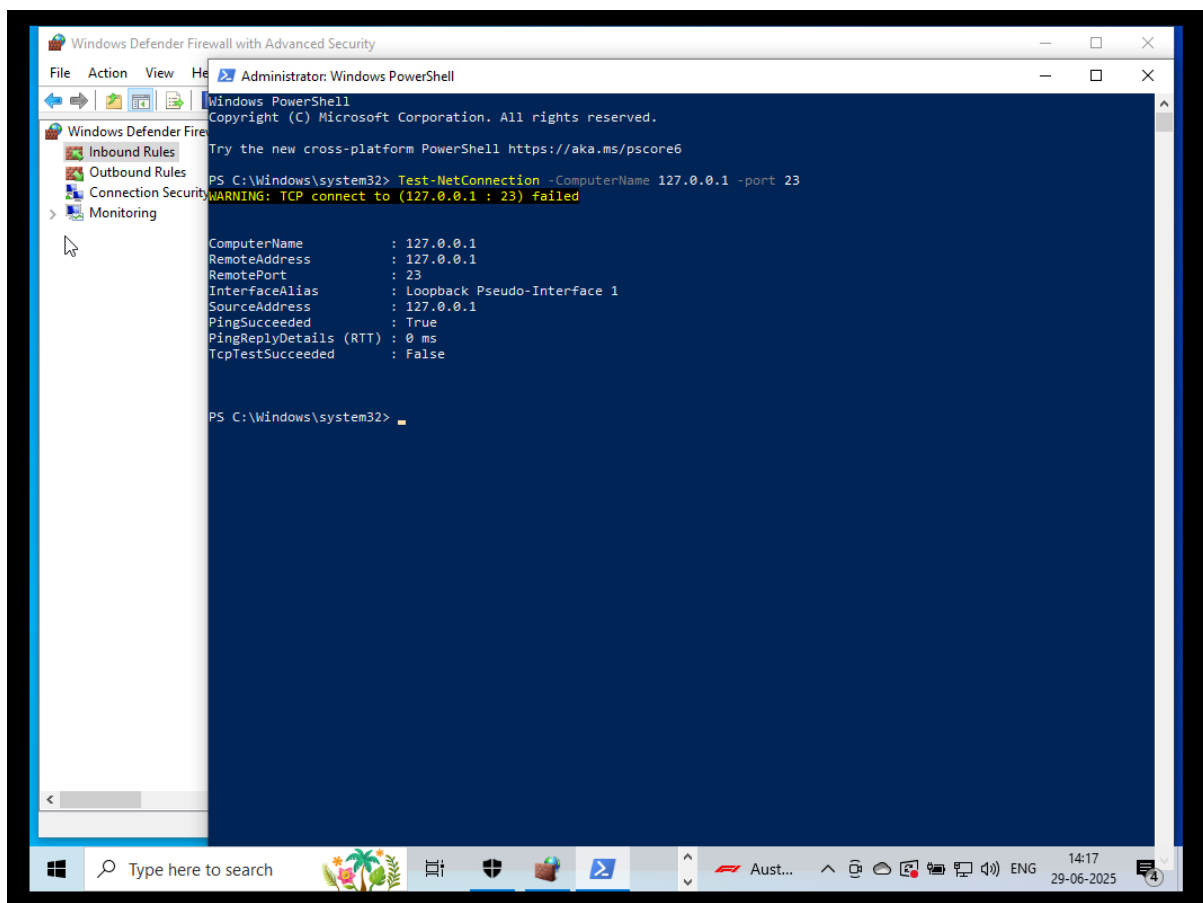 Windows Defender Firewall with Advanced Security
File Action View He
Administrator: Windows PowerShell
Windows Defender Firew
Inbound Rules
Outbound Rules
Connection Security
Monitoring
Windows PowerShell
Copyright (C) Microsoft Corporation. All rights reserved.
Try the new cross-platform PowerShell https://aka.ms/pscore6
PS C:\Windows\system32> Test-NetConnection -ComputerName 127.0.0.1 -port 23
WARNING: TCP connect to (127.0.0.1 : 23) failed
ComputerName : 127.0.0.1
RemoteAddress : 127.0.0.1
RemotePort : 23
InterfaceAlias : Loopback Pseudo-Interface 1
SourceAddress : 127.0.0.1
PingSucceeded : True
PingReplyDetails (RTT) : 0 ms
TcpTestSucceeded : False
PS C:\Windows\system32>
Type here to search
Aust...
ENG
14:17
29-06-2025
4